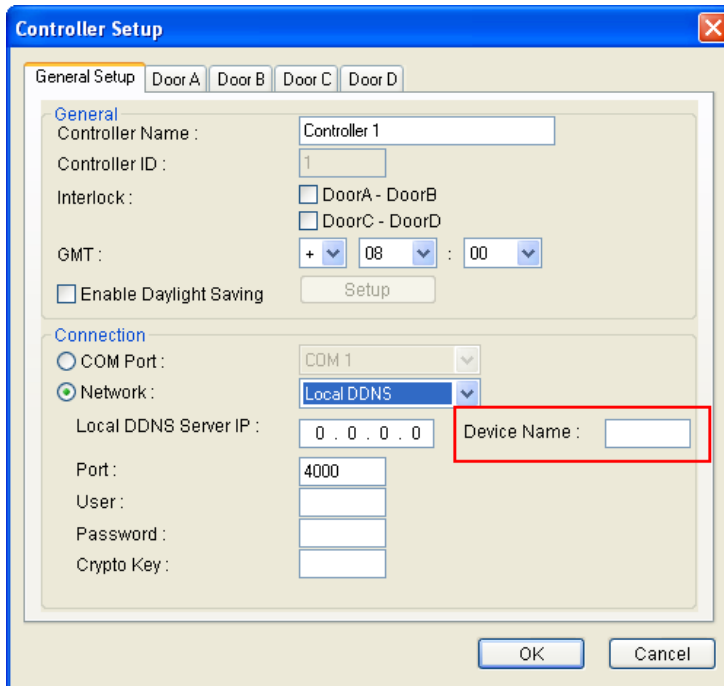 Controller Setup
General Setup Door A Door B Door C Door D
General
Controller Name : Controller 1
Controller ID : 1
Interlock : DoorA - DoorB
DoorC - DoorD
GMT : + 08 : 00
Enable Daylight Saving Setup
Connection
COM Port : COM 1
Network : Local DDNS
Local DDNS Server IP : 0 . 0 . 0 . 0 Device Name :
Port : 4000
User :
Password :
Crypto Key :
OK Cancel